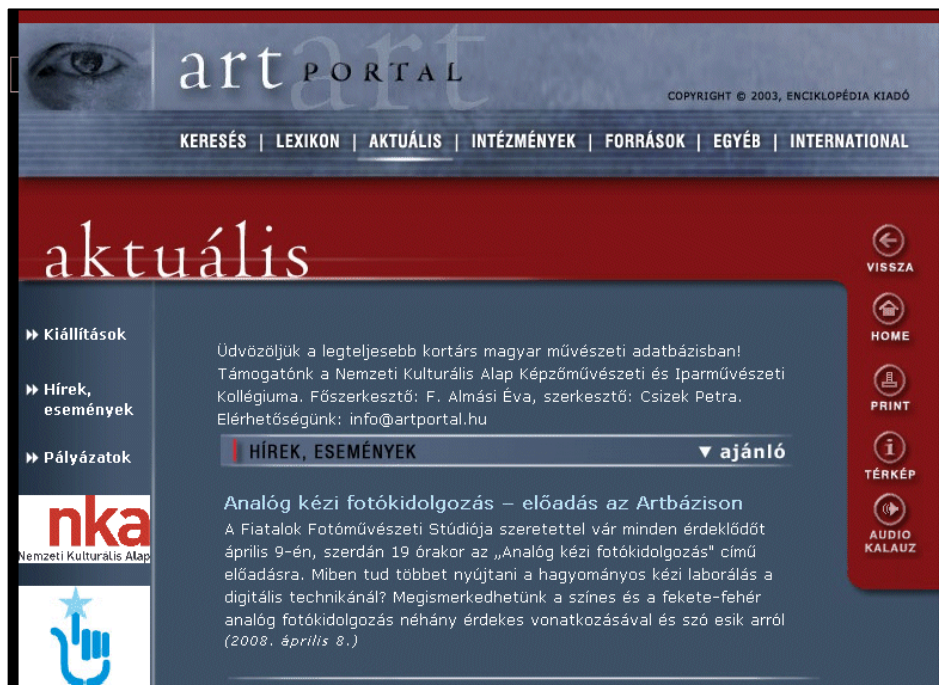 art PORTAL
COPYRIGHT © 2003, ENCIKLOPÉDIA KIADÓ
KERESÉS | LEXIKON | AKTUÁLIS | INTÉZMÉNYEK | FORRÁSOK | EGYÉB | INTERNATIONAL
aktuális
VISSZA
HOME
PRINT
TÉRKÉP
AUDIO
KALAUZ
Kiállítások
Hírek,
események
Pályázatok
nka
Nemzeti Kulturális Alap
Üdvözöljük a legteljesebb kortárs magyar művészeti adatbázisban!
Támogatónk a Nemzeti Kulturális Alap Képzőművészeti és Iparművészeti
Kollégiuma. Főszerkesztő: F. Almási Éva, szerkesztő: Csizek Petra.
Elérhetőségünk: info@artportal.hu
HÍREK, ESEMÉNYEK ▼ ajánló
Analóg kézi fotókidolgozás – előadás az Artbázison
A Fiatalok Fotóművészeti Stúdiója szeretettel vár minden érdeklődőt
április 9-én, szerdán 19 órakor az „Analóg kézi fotókidolgozás" című
előadásra. Miben tud többet nyújtani a hagyományos kézi laborálás a
digitális technikánál? Megismerkedhetünk a színes és a fekete-fehér
analóg fotókidolgozás néhány érdekes vonatkozásával és szó esik arról
(2008. április 8.)